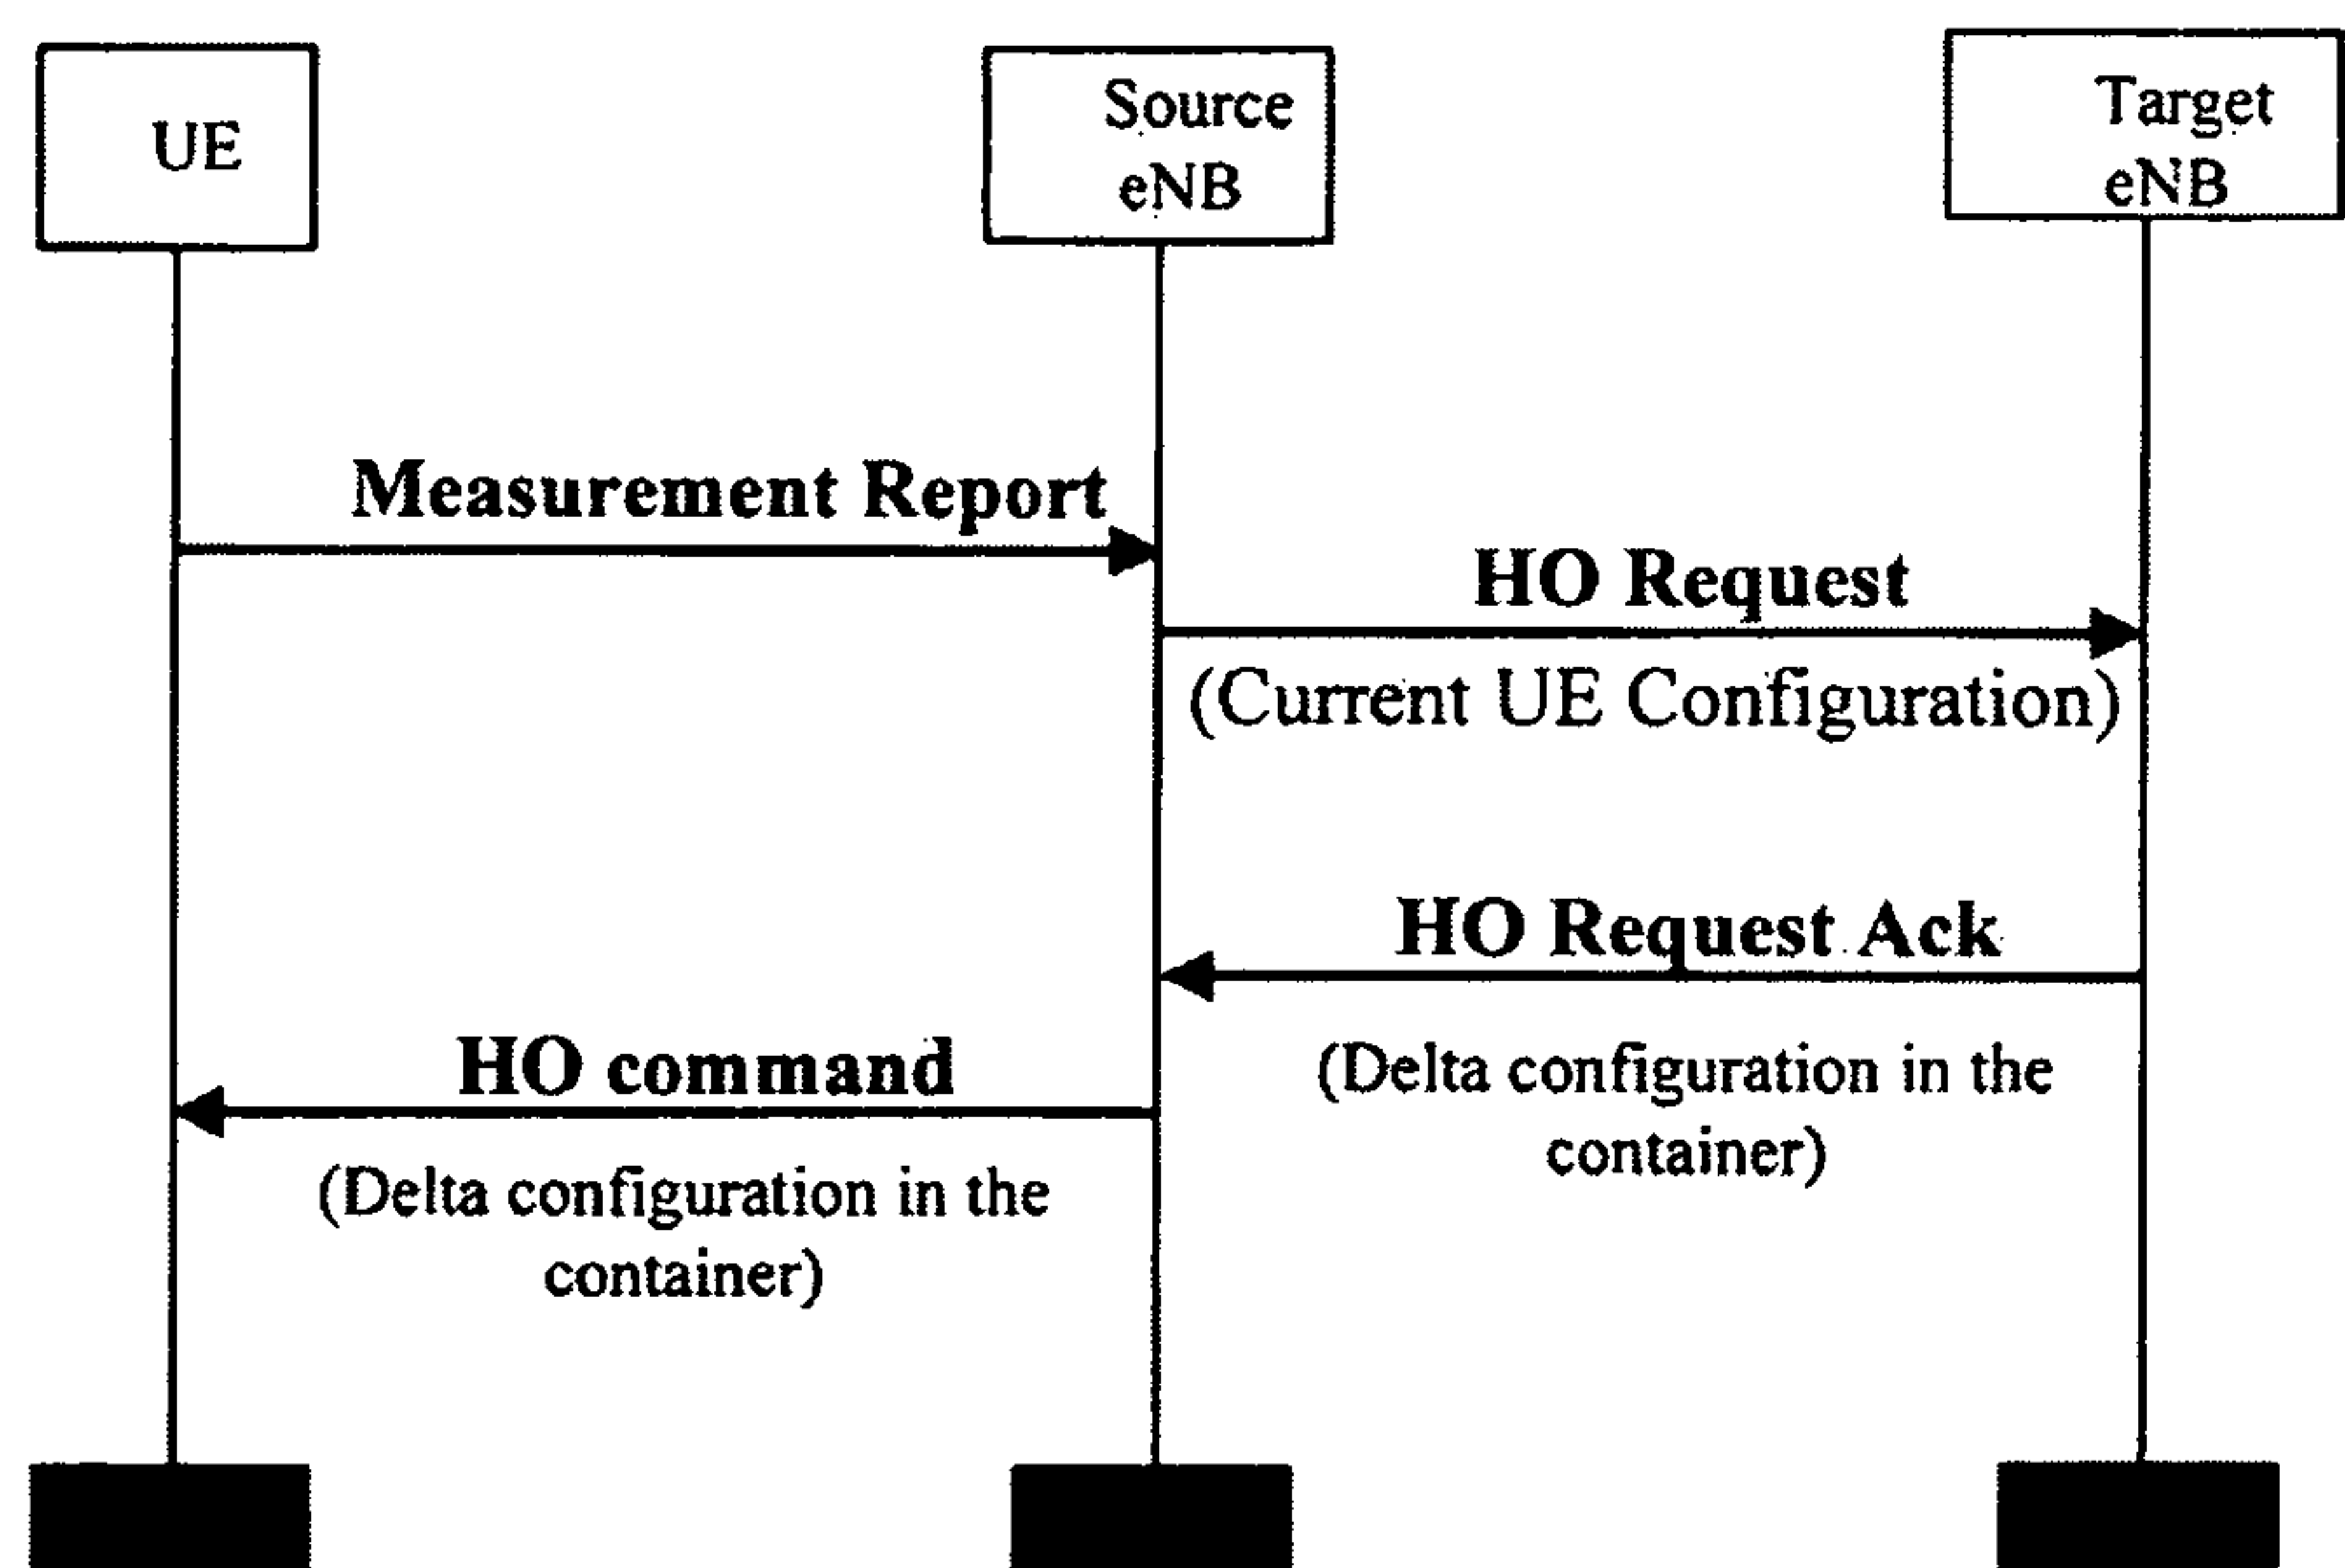 UE
Source
eNB
Target
eNB
Measurement Report
HO Request
(Current UE Configuration)
HO Request Ack
(Delta configuration in the
container)
HO command
(Delta configuration in the
container)